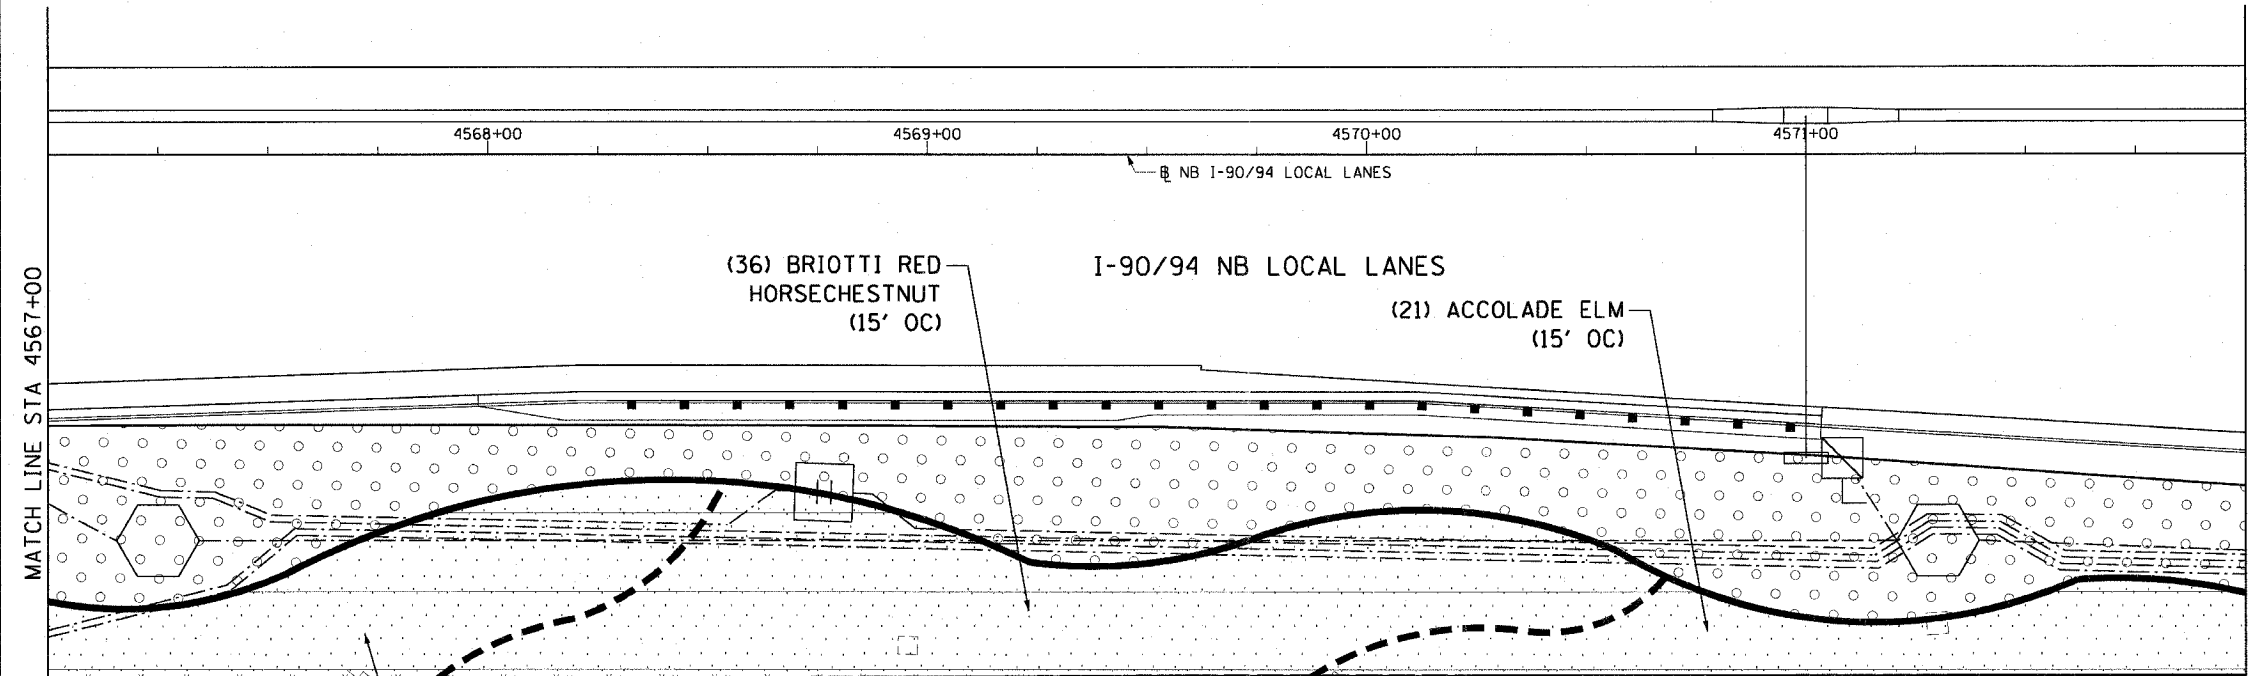 4568+00 4569+00 4570+00 4571+00
℄ NB I-90/94 LOCAL LANES
MATCH LINE STA 4567+00
(36) BRIOTTI RED
HORSECHESTNUT
(15' OC)
I-90/94 NB LOCAL LANES
(21) ACCOLADE ELM
(15' OC)